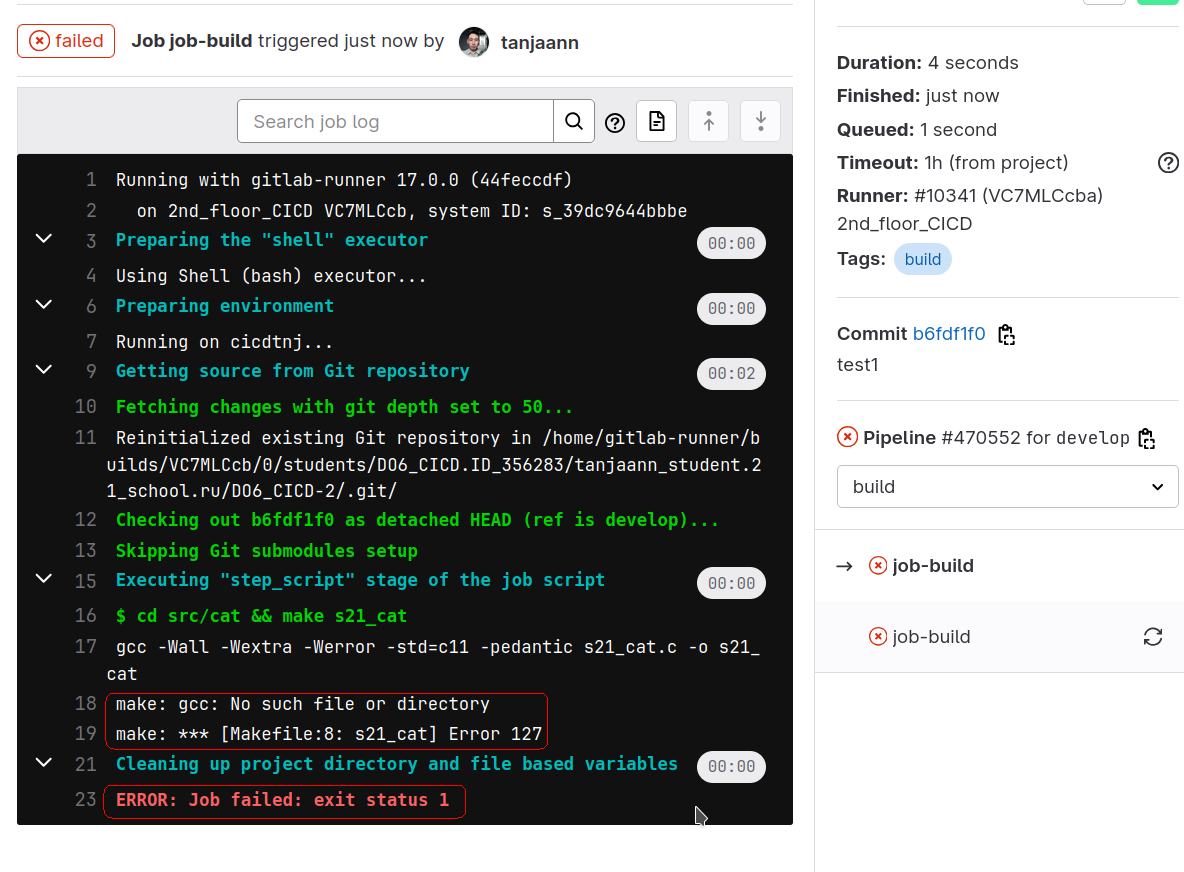 failed Job job-build triggered just now by tanjaann
Search job log
1 Running with gitlab-runner 17.0.0 (44feccdf)
2 on 2nd_floor_CICD VC7MLCcb, system ID: s_39dc9644bbbe
3 Preparing the "shell" executor 00:00
4 Using Shell (bash) executor...
6 Preparing environment 00:00
7 Running on cicdtnj...
9 Getting source from Git repository 00:02
10 Fetching changes with git depth set to 50...
11 Reinitialized existing Git repository in /home/gitlab-runner/b
uilds/VC7MLCcb/0/students/DO6_CICD.ID_356283/tanjaann_student.2
1_school.ru/DO6_CICD-2/.git/
12 Checking out b6fdf1f0 as detached HEAD (ref is develop)...
13 Skipping Git submodules setup
15 Executing "step_script" stage of the job script 00:00
16 $ cd src/cat && make s21_cat
17 gcc -Wall -Wextra -Werror -std=c11 -pedantic s21_cat.c -o s21_
cat
18 make: gcc: No such file or directory
19 make: *** [Makefile:8: s21_cat] Error 127
21 Cleaning up project directory and file based variables 00:00
23 ERROR: Job failed: exit status 1
Duration: 4 seconds
Finished: just now
Queued: 1 second
Timeout: 1h (from project)
Runner: #10341 (VC7MLCcba)
2nd_floor_CICD
Tags: build
Commit b6fdf1f0
test1
Pipeline #470552 for develop
build
→ job-build
job-build